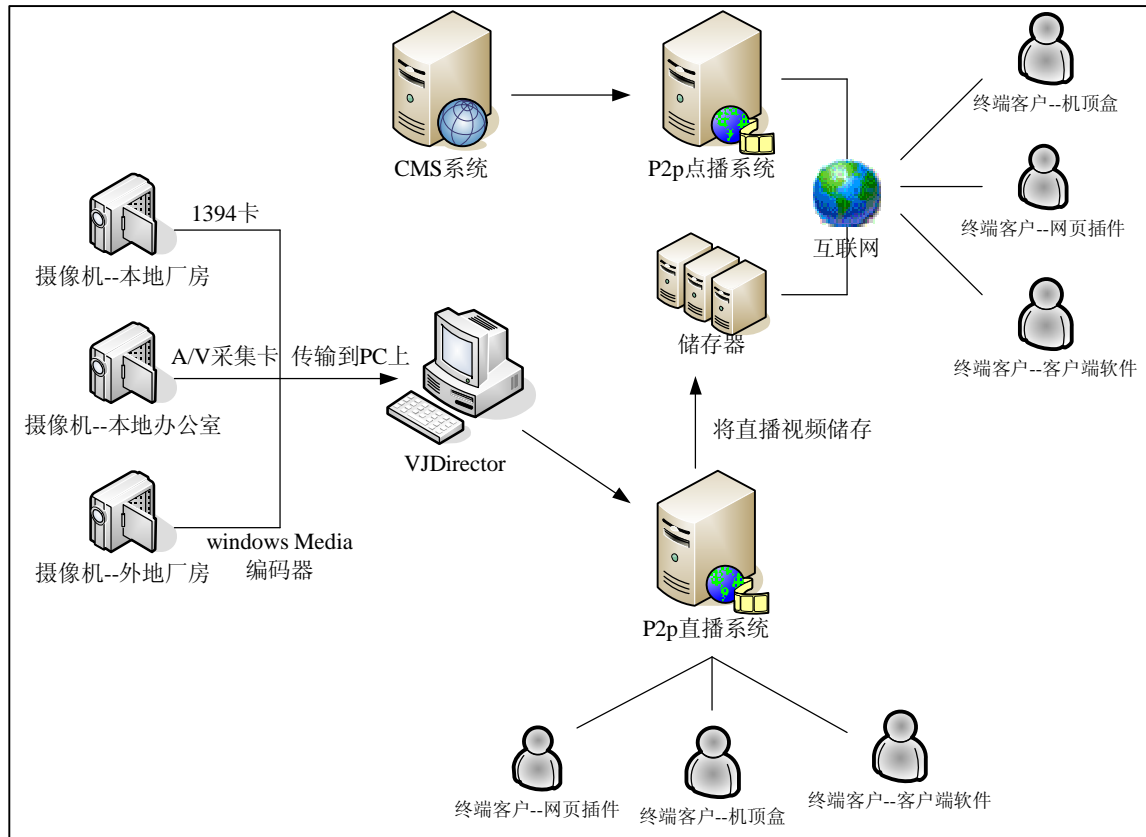 终端客户--机顶盒
CMS系统
P2p点播系统
1394卡
终端客户--网页插件
互联网
摄像机--本地厂房
储存器
A/V采集卡
传输到PC上
终端客户--客户端软件
摄像机--本地办公室
将直播视频储存
VJDirector
windows Media
编码器
摄像机--外地厂房
P2p直播系统
终端客户--网页插件
终端客户--机顶盒
终端客户--客户端软件